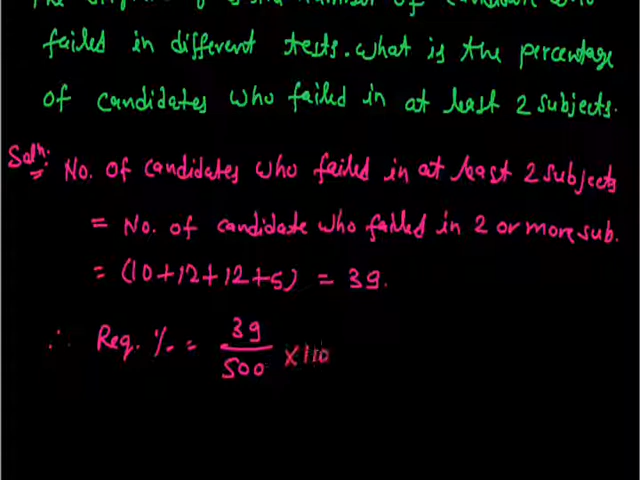 number of
failed in different tests. what is the percentage
of candidates who failed in at least 2 subjects.
Solⁿ: No. of candidates who failed in at least 2 subjects
= No. of candidate who failed in 2 or more sub.
= (10+12+12+5) = 39.
∴ Req. %. = 39/500 ×100